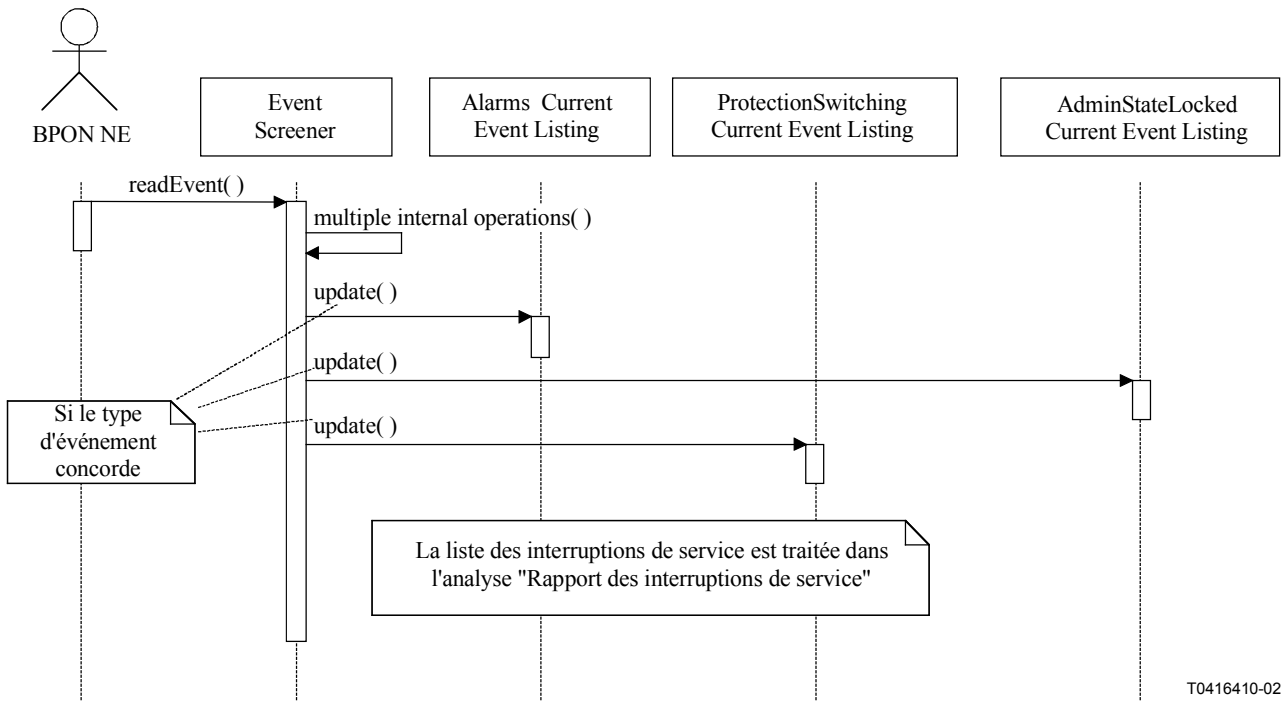 BPON NE
Event
Screener
Alarms Current
Event Listing
ProtectionSwitching
Current Event Listing
AdminStateLocked
Current Event Listing
readEvent( )
multiple internal operations( )
update( )
update( )
Si le type
d'événement
concorde
update( )
La liste des interruptions de service est traitée dans
l'analyse "Rapport des interruptions de service"
T0416410-02